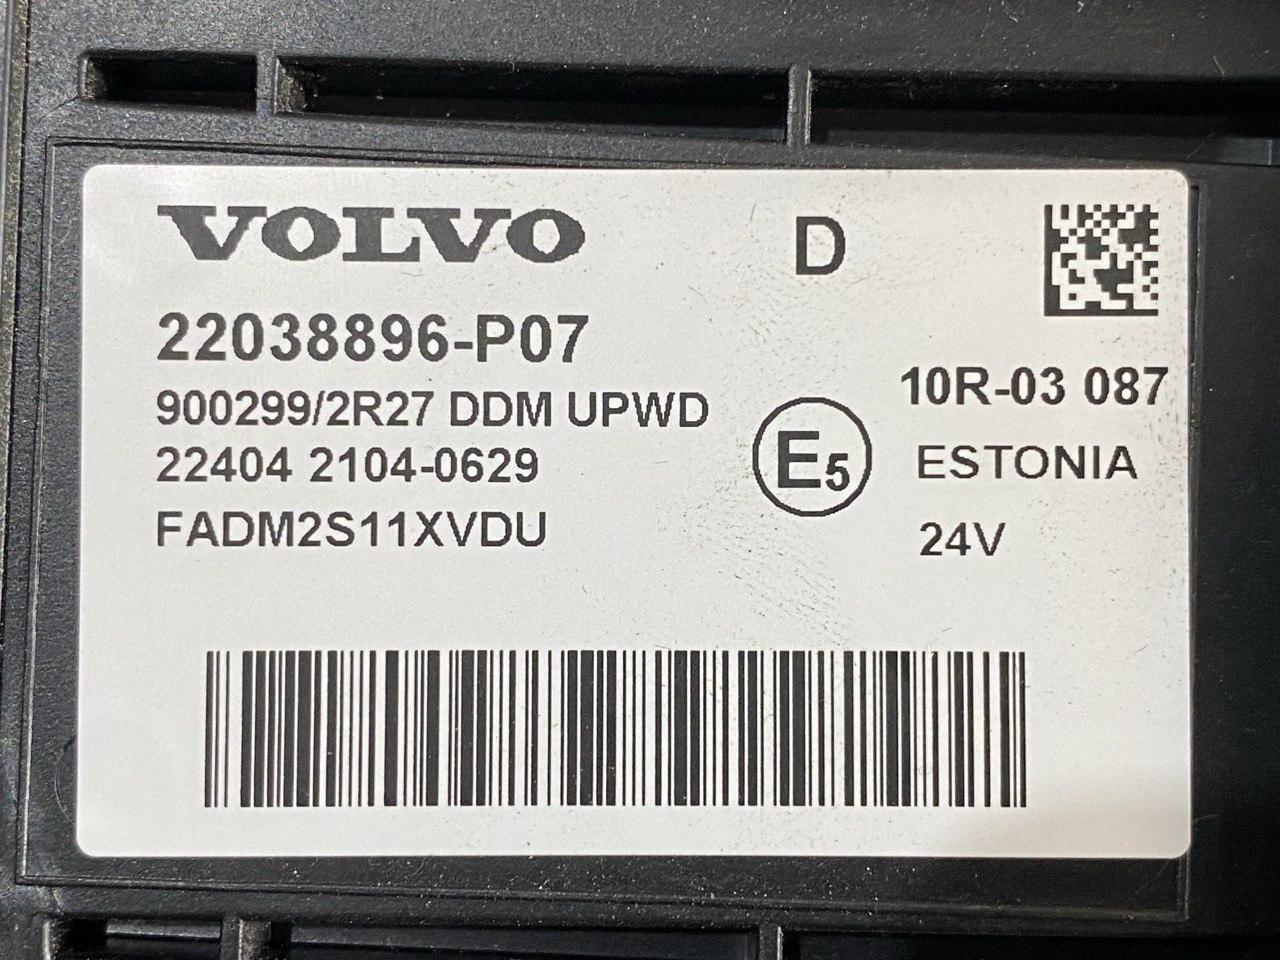 VOLVO
D
22038896-P07
900299/2R27 DDM UPWD
22404 2104-0629
FADM2S11XVDU
E5
10R-03 087
ESTONIA
24V